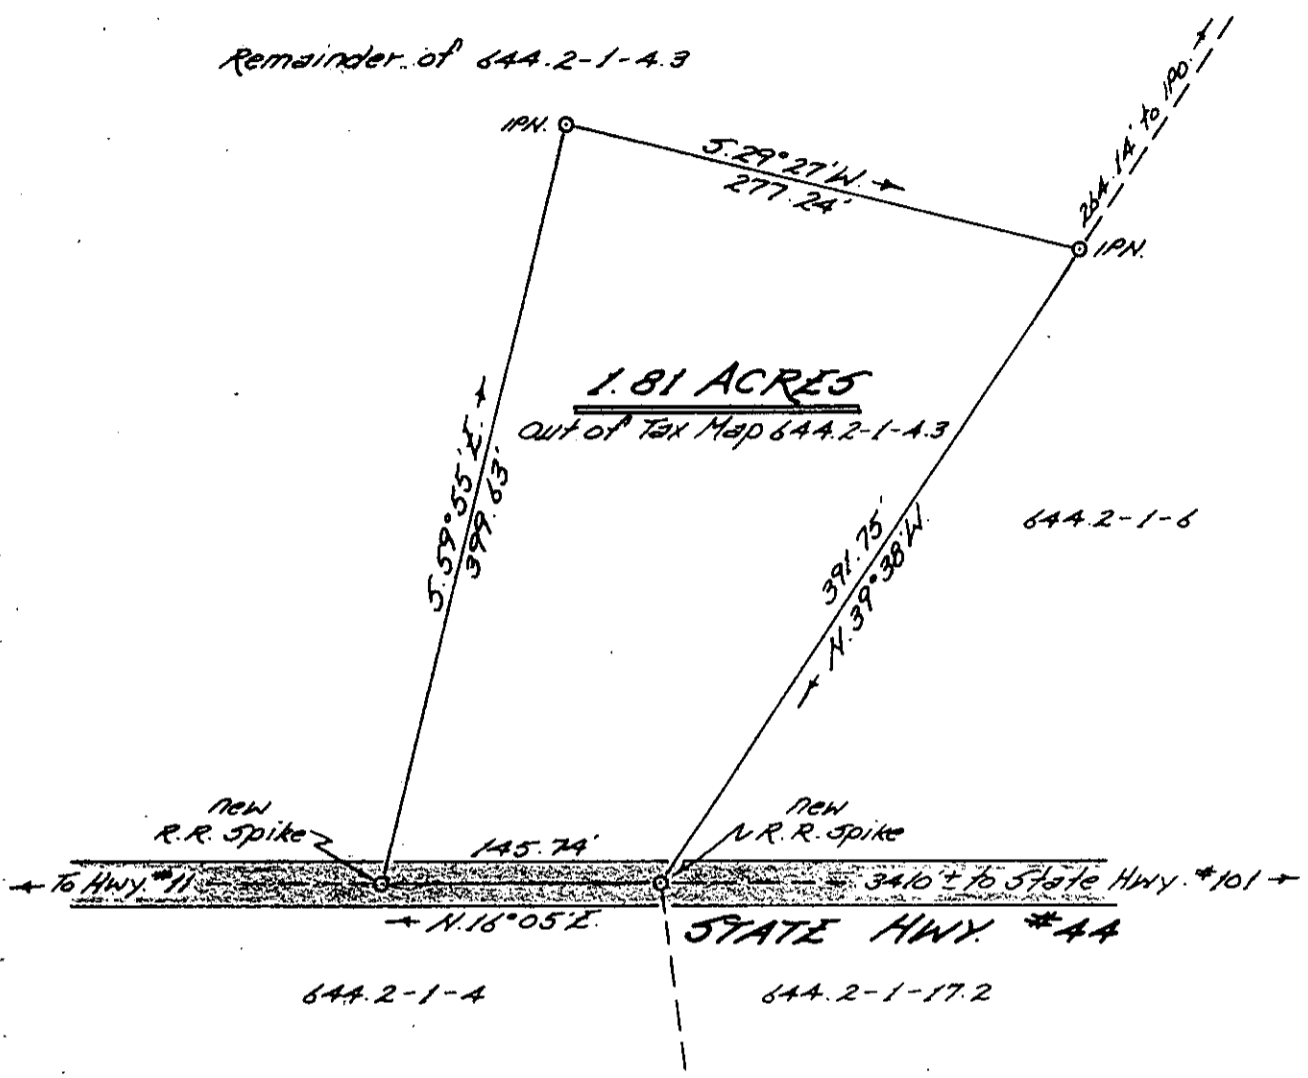 Remainder of 644.2-1-4.3
264.14' to IPO.
IPN.
S.29°27'W.
277.24'
IPN.
1.81 ACRES
out of Tax Map 644.2-1-4.3
S.59°55'E.
399.63'
644.2-1-6
391.75'
N.39°38'W.
new
R.R. Spike
new
R.R. Spike
145.74'
To Hwy. #11
3410'± to State Hwy. #101
N.16°05'E.
STATE HWY. #44
644.2-1-4
644.2-1-17.2